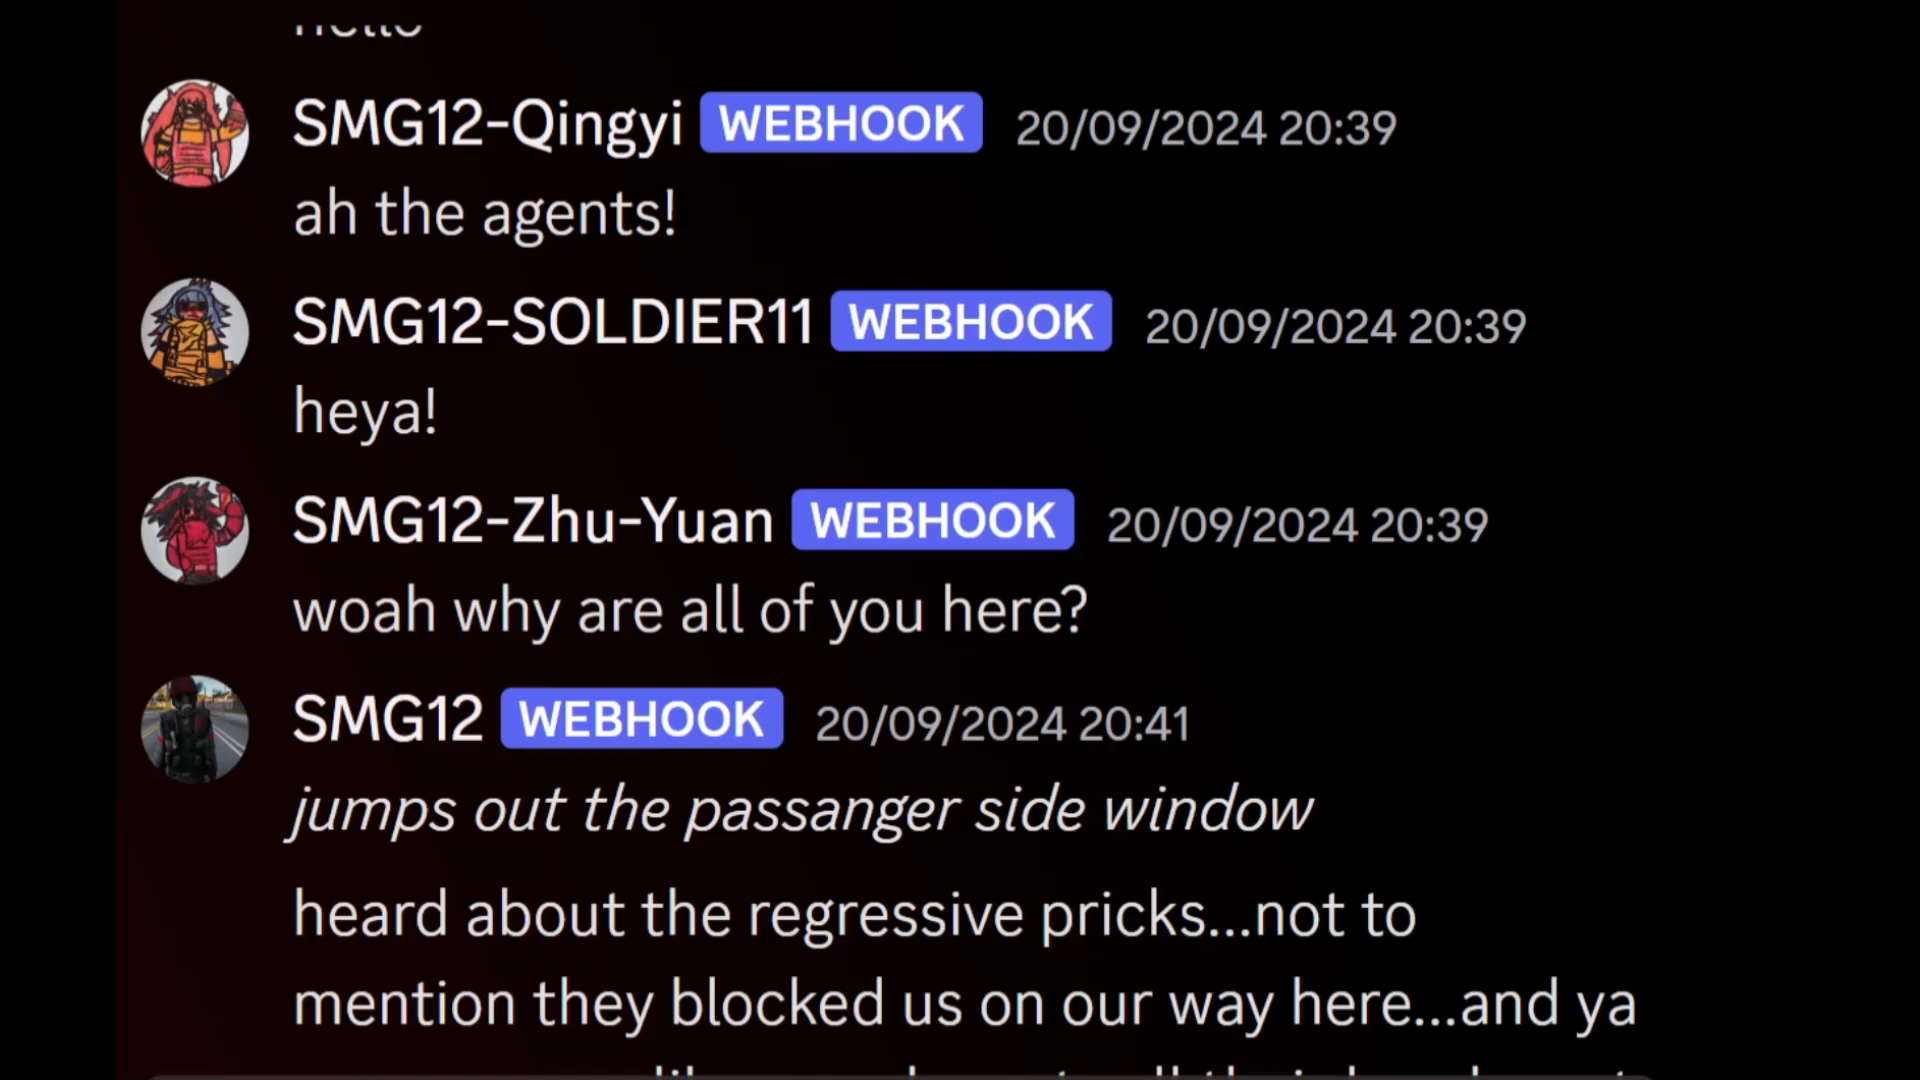 hello
SMG12-Qingyi WEBHOOK 20/09/2024 20:39
ah the agents!
SMG12-SOLDIER11 WEBHOOK 20/09/2024 20:39
heya!
SMG12-Zhu-Yuan WEBHOOK 20/09/2024 20:39
woah why are all of you here?
SMG12 WEBHOOK 20/09/2024 20:41
jumps out the passanger side window
heard about the regressive pricks...not to
mention they blocked us on our way here...and ya